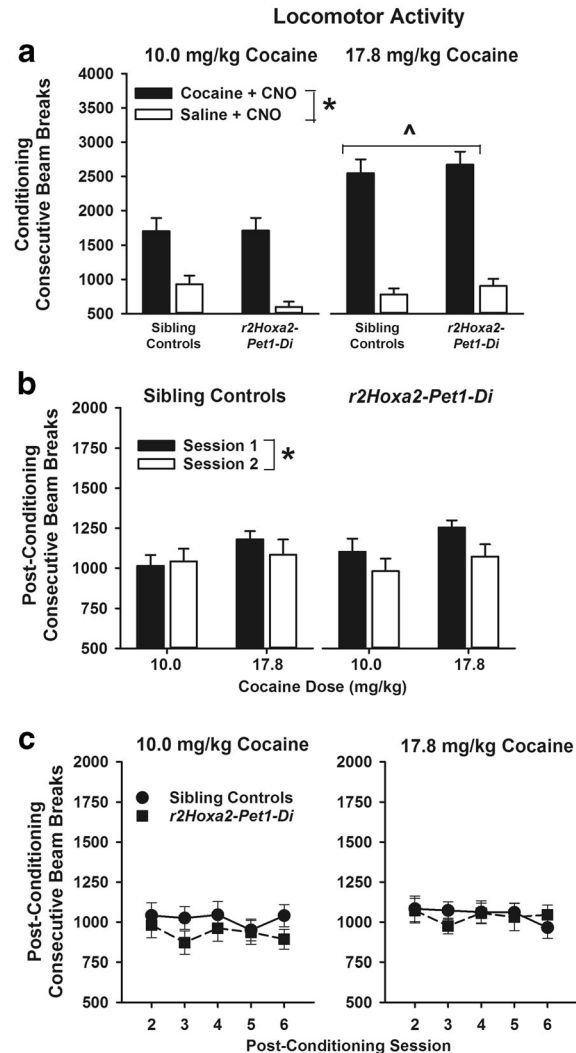 Locomotor Activity
a
10.0 mg/kg Cocaine
17.8 mg/kg Cocaine
Conditioning
Consecutive Beam Breaks
4000
3500
3000
2500
2000
1500
1000
500
Cocaine + CNO
Saline + CNO
*
^
Sibling
Controls
r2Hoxa2-
Pet1-Di
Sibling
Controls
r2Hoxa2-
Pet1-Di
b
Sibling Controls
r2Hoxa2-Pet1-Di
Post-Conditioning
Consecutive Beam Breaks
2000
1750
1500
1250
1000
750
500
Session 1
Session 2
*
10.0
17.8
10.0
17.8
Cocaine Dose (mg/kg)
c
10.0 mg/kg Cocaine
17.8 mg/kg Cocaine
Post-Conditioning
Consecutive Beam Breaks
2000
1750
1500
1250
1000
750
500
Sibling Controls
r2Hoxa2-Pet1-Di
2000
1750
1500
1250
1000
750
500
2 3 4 5 6
2 3 4 5 6
Post-Conditioning Session